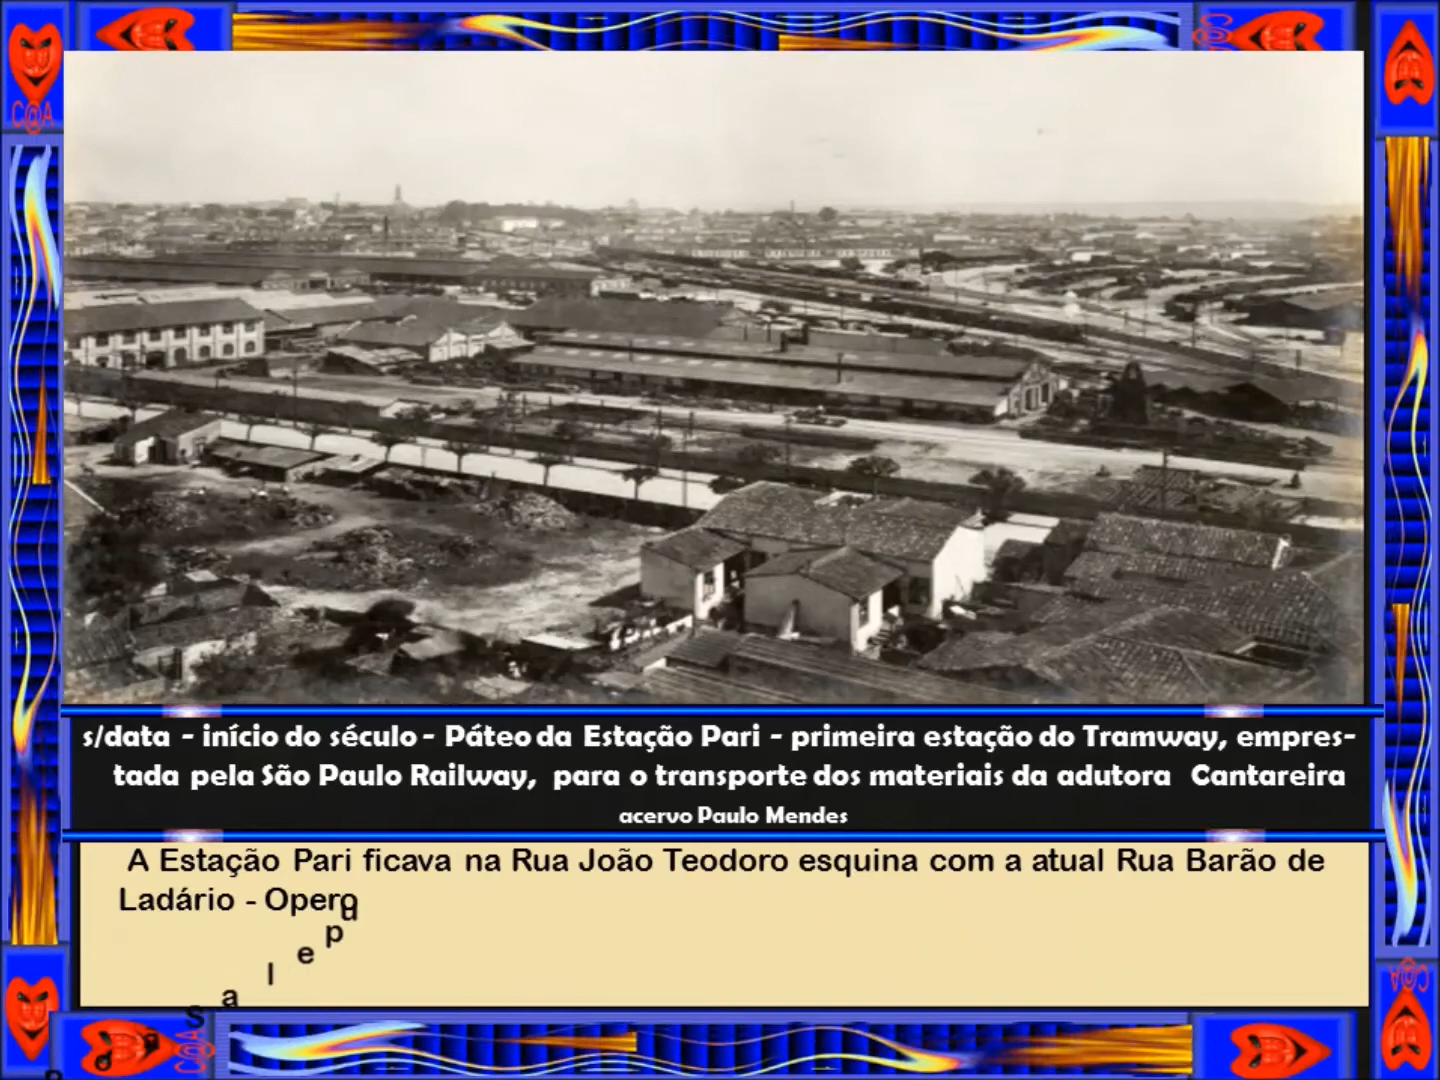 C@A
s/data - início do século - Páteo da Estação Pari - primeira estação do Tramway, empres-
tada pela São Paulo Railway, para o transporte dos materiais da adutora Cantareira
acervo Paulo Mendes
A Estação Pari ficava na Rua João Teodoro esquina com a atual Rua Barão de
Ladário - Opero
u
p
e
l
a
S
C@A
C@A
C@A